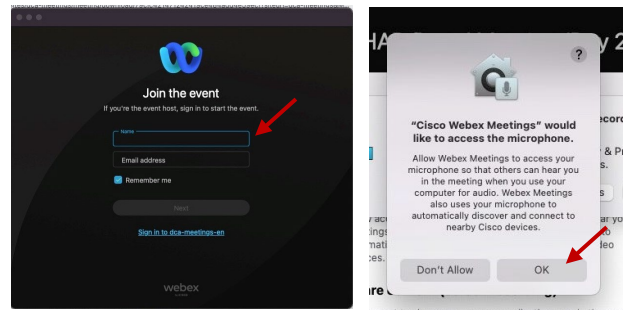 Join the event
If you're the event host, sign in to start the event.
Name
Email address
Remember me
Next
Sign in to dca-meetings-en
webex
HA
y 2
?
"Cisco Webex Meetings" would
like to access the microphone.
Allow Webex Meetings to access your
microphone so that others can hear you
in the meeting when you use your
computer for audio. Webex Meetings
also uses your microphone to
automatically discover and connect to
nearby Cisco devices.
Don't Allow
OK
ecord
& Pr
s.